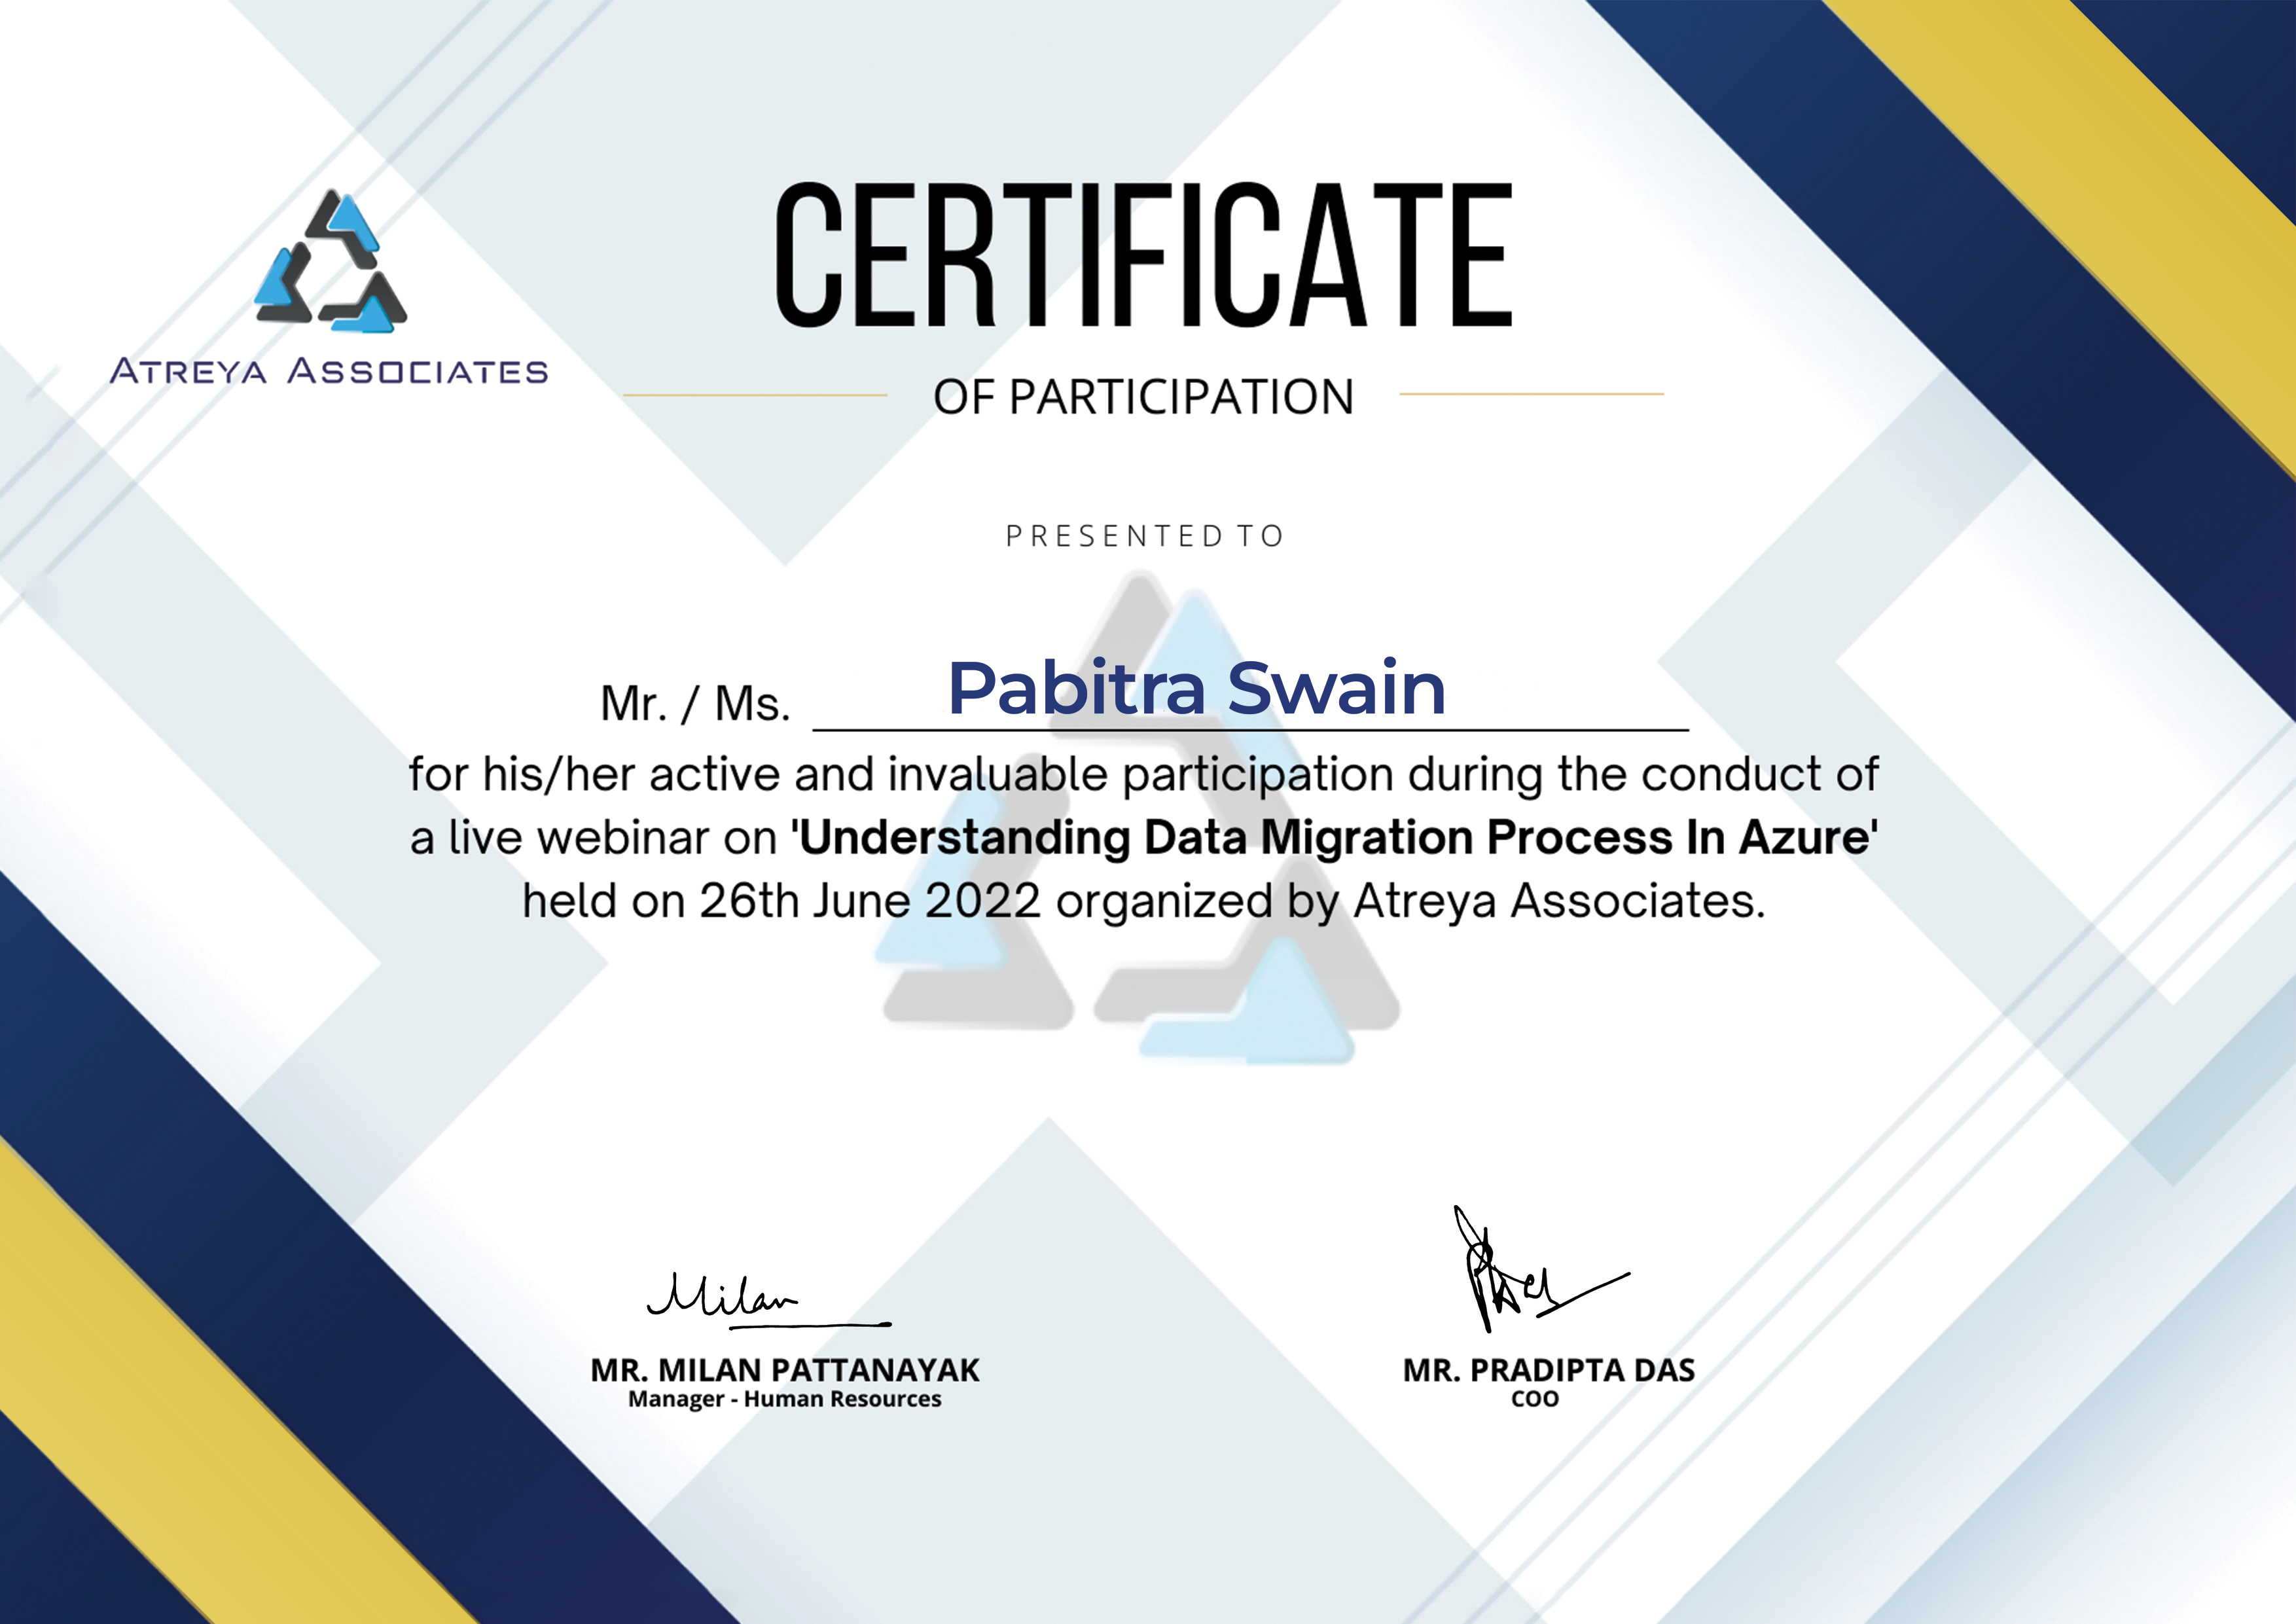 ATREYA ASSOCIATES
CERTIFICATE
OF PARTICIPATION
PRESENTED TO
Mr. / Ms. Pabitra Swain
for his/her active and invaluable participation during the conduct of
a live webinar on 'Understanding Data Migration Process In Azure'
held on 26th June 2022 organized by Atreya Associates.
Milan
MR. MILAN PATTANAYAK
Manager - Human Resources
MR. PRADIPTA DAS
COO